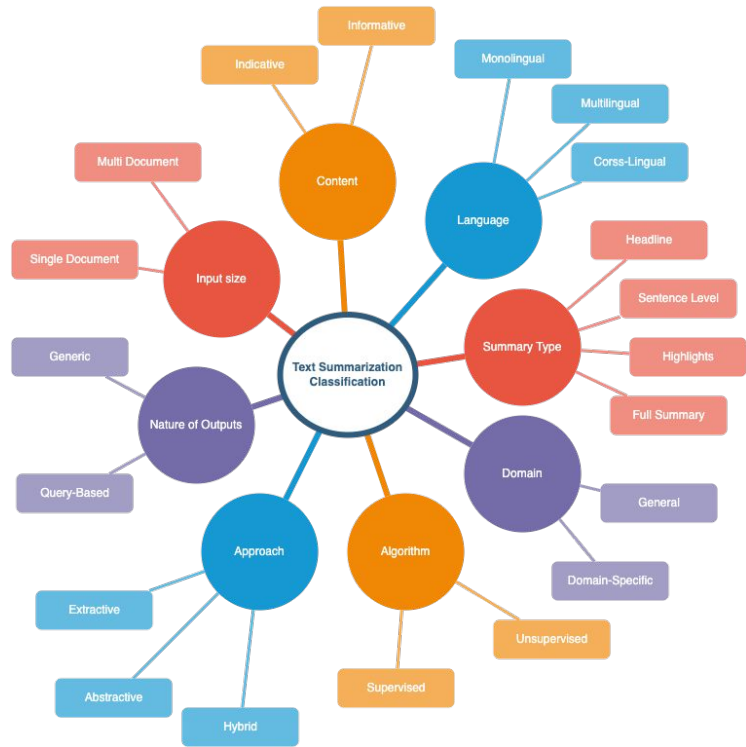 Informative
Indicative
Content
Monolingual
Multilingual
Corss-Lingual
Language
Multi Document
Single Document
Input size
Headline
Sentence Level
Highlights
Full Summary
Summary Type
Text Summarization
Classification
Generic
Nature of Outputs
Query-Based
Domain
General
Domain-Specific
Approach
Extractive
Abstractive
Hybrid
Algorithm
Unsupervised
Supervised